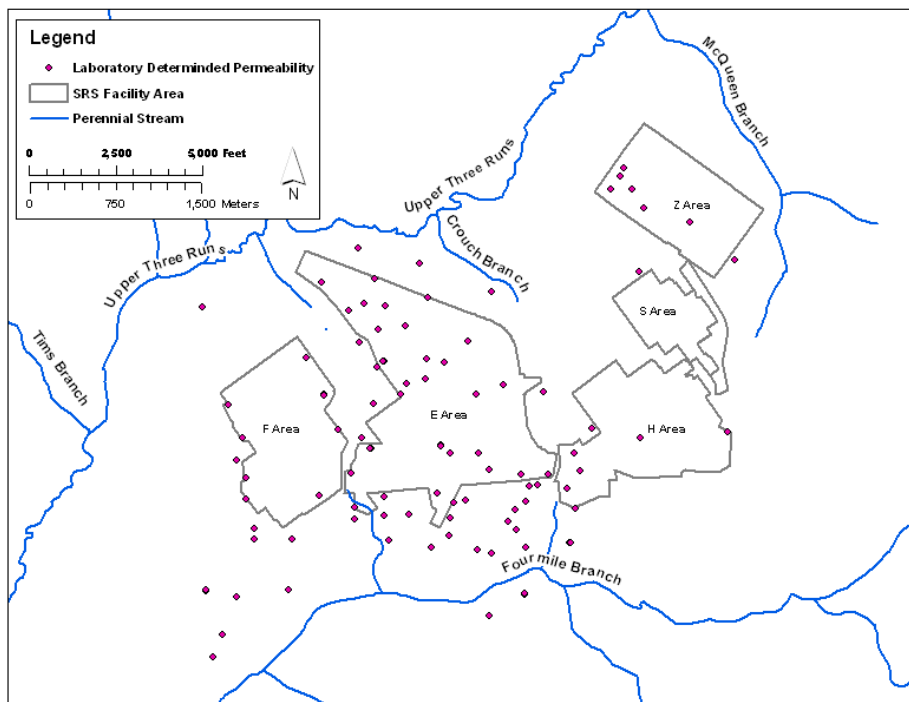 Legend
Laboratory Determinded Permeability
SRS Facility Area
Perennial Stream
0 2,500 5,000 Feet
N
0 750 1,500 Meters
McQueen Branch
Upper Three Runs
Z Area
Crouch Branch
Upper Three Runs
S Area
Tims Branch
F Area
E Area
H Area
Fourmile Branch